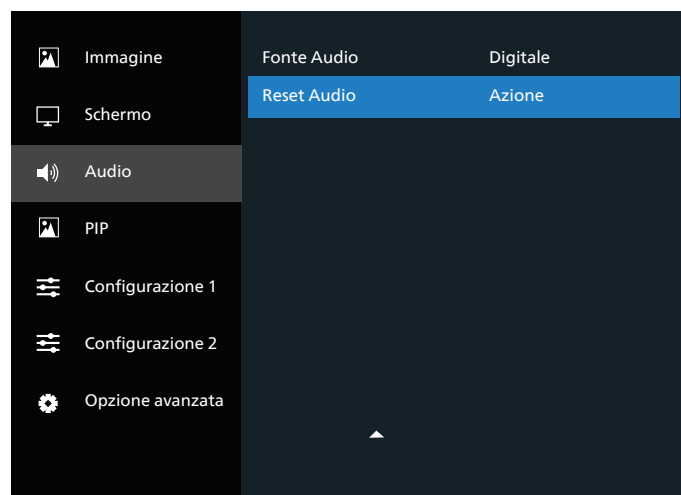 Immagine
Schermo
Audio
PIP
Configurazione 1
Configurazione 2
Opzione avanzata
Fonte Audio Digitale
Reset Audio Azione